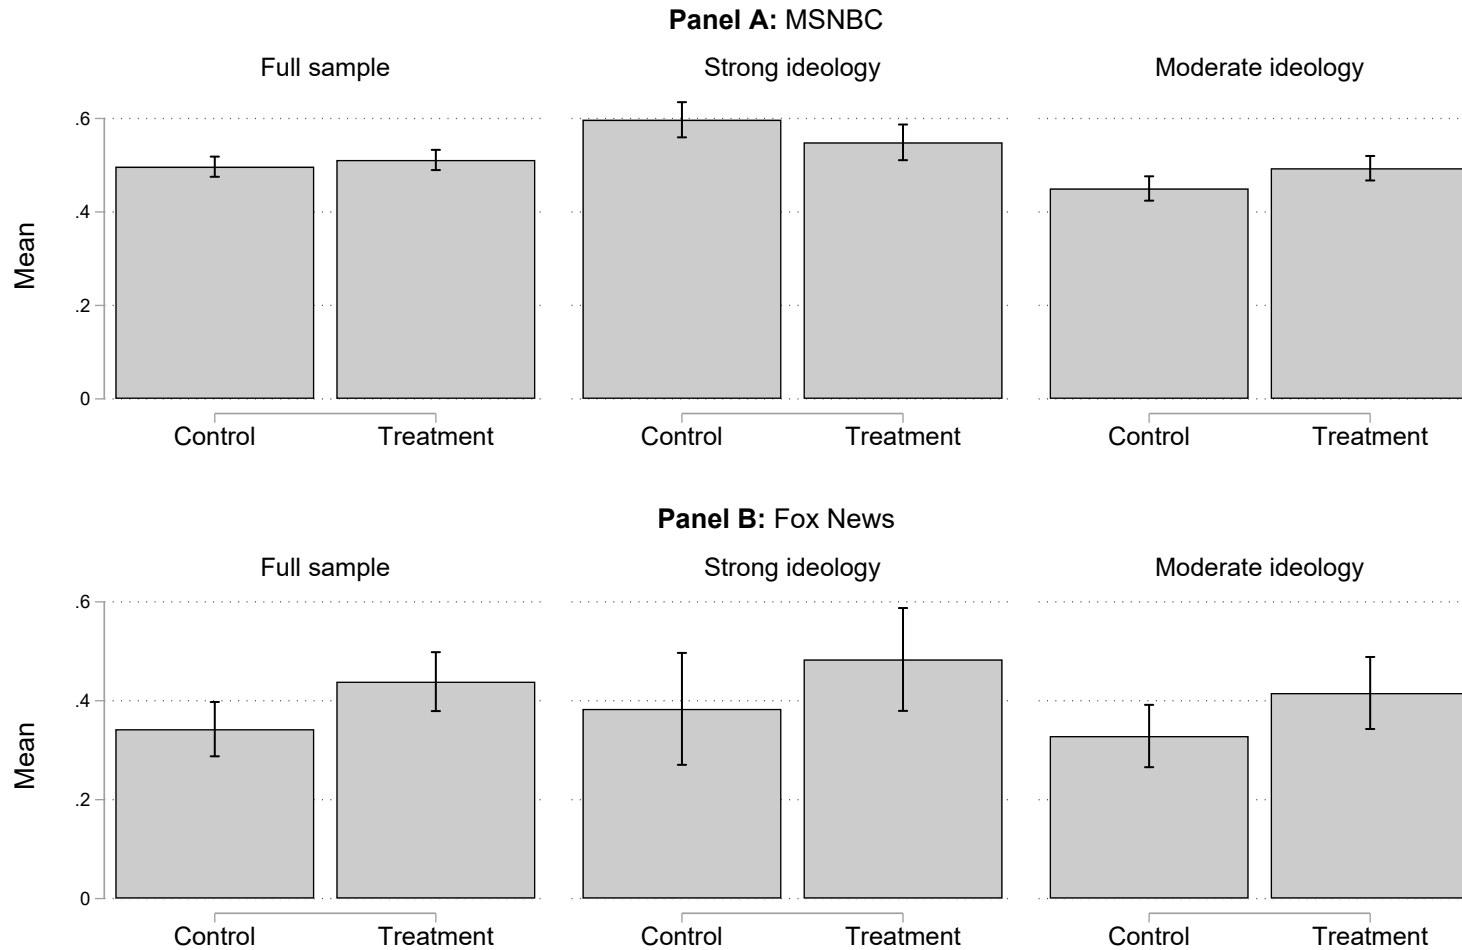 Panel A: MSNBC
Full sample Strong ideology Moderate ideology
.6
.4
.2
0
Mean
Control Treatment Control Treatment Control Treatment
Panel B: Fox News
Full sample Strong ideology Moderate ideology
.6
.4
.2
0
Mean
Control Treatment Control Treatment Control Treatment